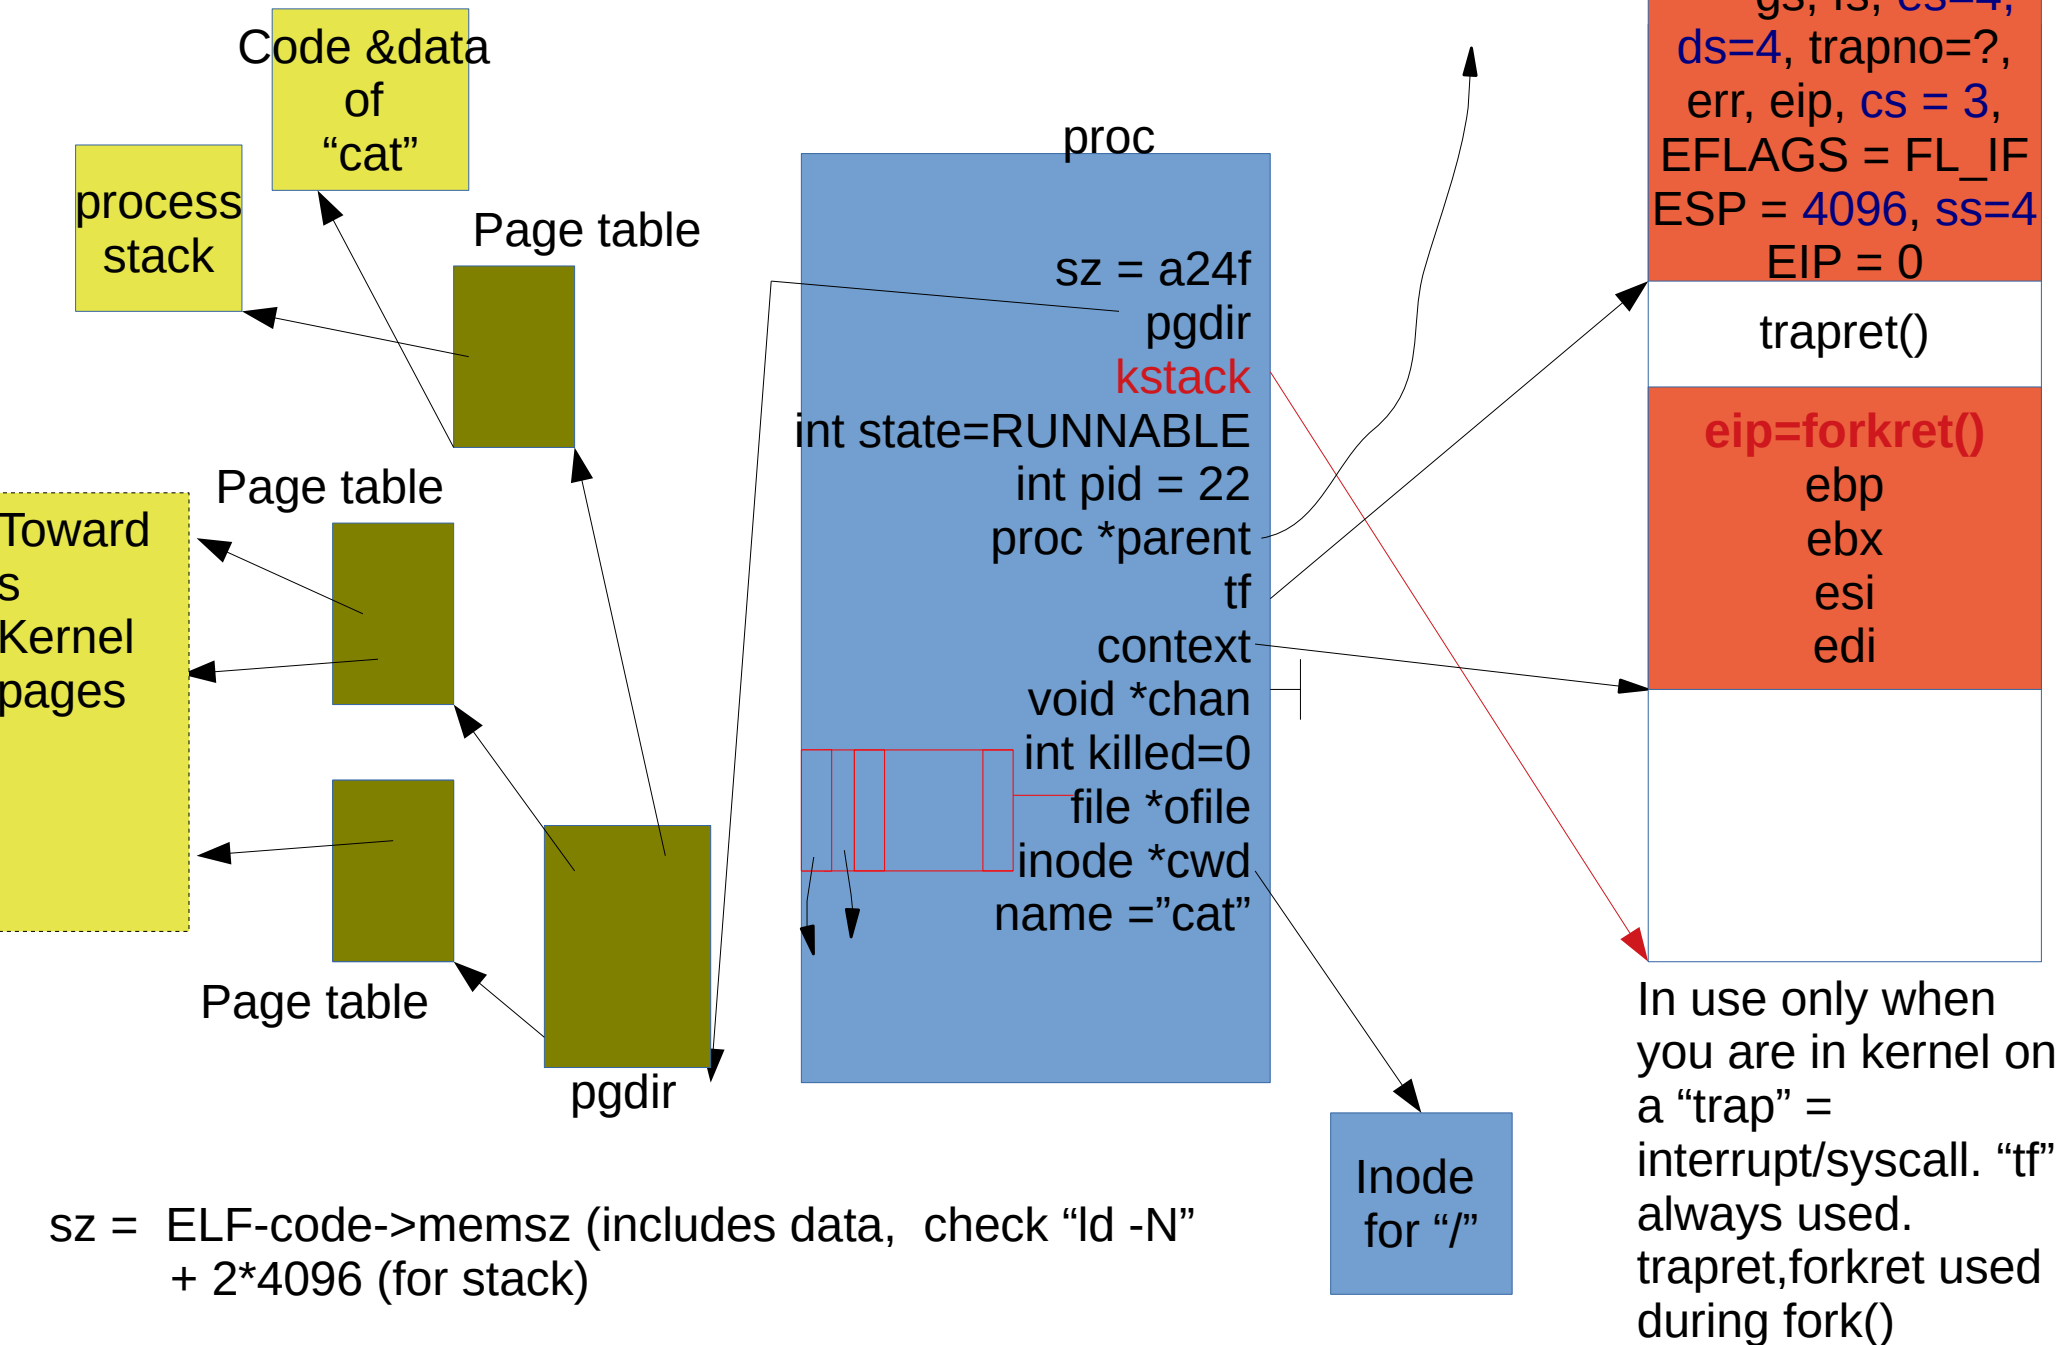 Code &data
of
“cat”
process
stack
Page table
Page table
Toward
s
Kernel
pages
Page table
pgdir
proc
sz = a24f
pgdir
kstack
int state=RUNNABLE
int pid = 22
proc *parent
tf
context
void *chan
int killed=0
file *ofile
inode *cwd
name =”cat”
gs, fs, es=4,
ds=4, trapno=?,
err, eip, cs = 3,
EFLAGS = FL_IF
ESP = 4096, ss=4
EIP = 0
trapret()
eip=forkret()
ebp
ebx
esi
edi
In use only when
you are in kernel on
a “trap” =
interrupt/syscall. “tf”
always used.
trapret,forkret used
during fork()
Inode
for “/”
sz =  ELF-code->memsz (includes data,  check “ld -N”
+ 2*4096 (for stack)